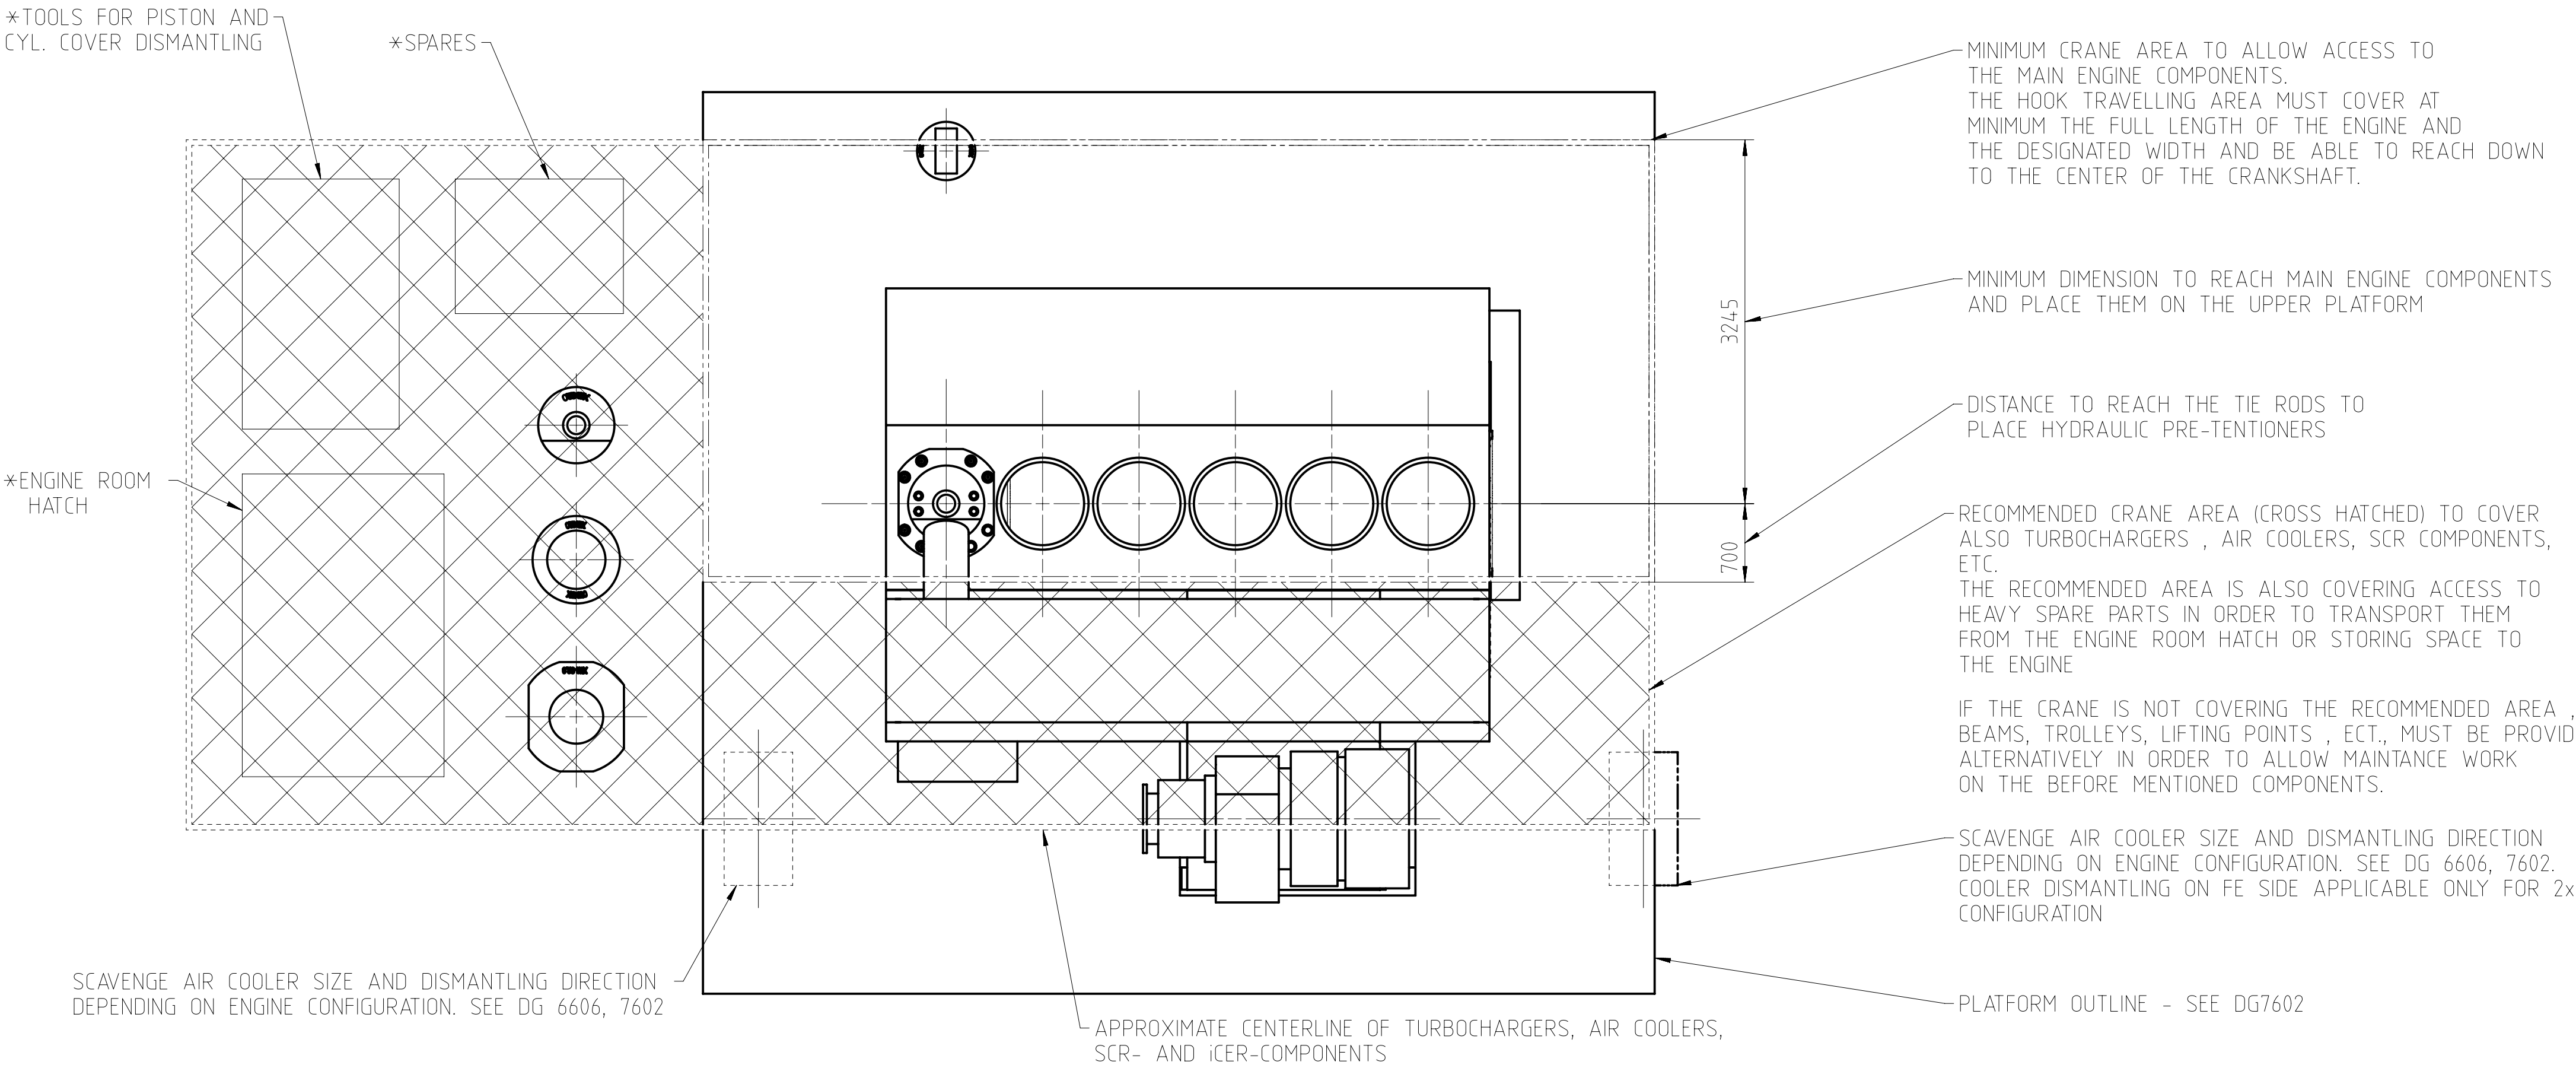 *TOOLS FOR PISTON AND
CYL. COVER DISMANTLING
*SPARES
*ENGINE ROOM
HATCH
SCAVENGE AIR COOLER SIZE AND DISMANTLING DIRECTION
DEPENDING ON ENGINE CONFIGURATION. SEE DG 6606, 7602
APPROXIMATE CENTERLINE OF TURBOCHARGERS, AIR COOLERS,
SCR- AND iCER-COMPONENTS
3245
700
MINIMUM CRANE AREA TO ALLOW ACCESS TO
THE MAIN ENGINE COMPONENTS.
THE HOOK TRAVELLING AREA MUST COVER AT
MINIMUM THE FULL LENGTH OF THE ENGINE AND
THE DESIGNATED WIDTH AND BE ABLE TO REACH DOWN
TO THE CENTER OF THE CRANKSHAFT.
MINIMUM DIMENSION TO REACH MAIN ENGINE COMPONENTS
AND PLACE THEM ON THE UPPER PLATFORM
DISTANCE TO REACH THE TIE RODS TO
PLACE HYDRAULIC PRE-TENTIONERS
RECOMMENDED CRANE AREA (CROSS HATCHED) TO COVER
ALSO TURBOCHARGERS , AIR COOLERS, SCR COMPONENTS,
ETC.
THE RECOMMENDED AREA IS ALSO COVERING ACCESS TO
HEAVY SPARE PARTS IN ORDER TO TRANSPORT THEM
FROM THE ENGINE ROOM HATCH OR STORING SPACE TO
THE ENGINE
IF THE CRANE IS NOT COVERING THE RECOMMENDED AREA ,
BEAMS, TROLLEYS, LIFTING POINTS , ECT., MUST BE PROVID
ALTERNATIVELY IN ORDER TO ALLOW MAINTANCE WORK
ON THE BEFORE MENTIONED COMPONENTS.
SCAVENGE AIR COOLER SIZE AND DISMANTLING DIRECTION
DEPENDING ON ENGINE CONFIGURATION. SEE DG 6606, 7602.
COOLER DISMANTLING ON FE SIDE APPLICABLE ONLY FOR 2x
CONFIGURATION
PLATFORM OUTLINE - SEE DG7602